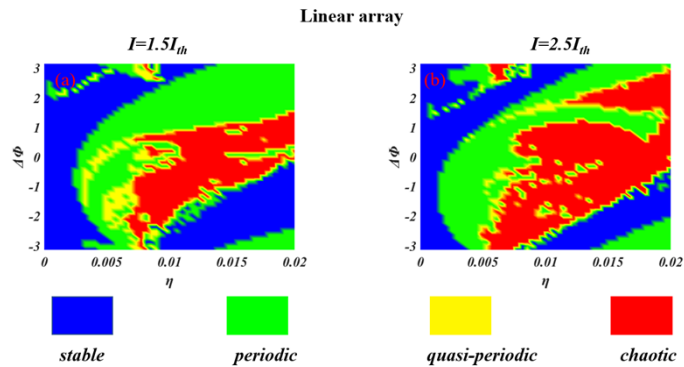 Linear array
I=1.5Ith
I=2.5Ith
(a)
3
2
1
0
-1
-2
-3
ΔΦ
0 0.005 0.01 0.015 0.02
η
(b)
3
2
1
0
-1
-2
-3
ΔΦ
0 0.005 0.01 0.015 0.02
η
stable periodic quasi-periodic chaotic